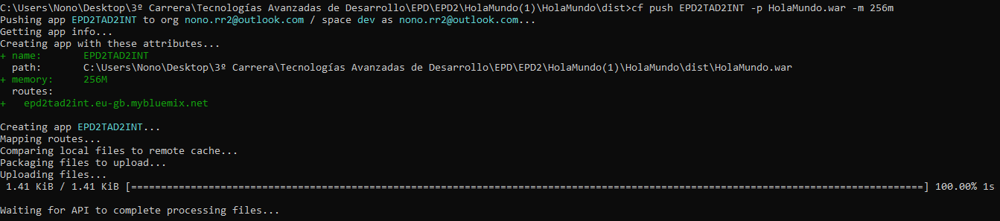 C:\Users\Nono\Desktop\3º Carrera\Tecnologías Avanzadas de Desarrollo\EPD\EPD2\HolaMundo(1)\HolaMundo\dist>cf push EPD2TAD2INT -p HolaMundo.war -m 256m
Pushing app EPD2TAD2INT to org nono.rr2@outlook.com / space dev as nono.rr2@outlook.com...
Getting app info...
Creating app with these attributes...
+ name:       EPD2TAD2INT
  path:       C:\Users\Nono\Desktop\3º Carrera\Tecnologías Avanzadas de Desarrollo\EPD\EPD2\HolaMundo(1)\HolaMundo\dist\HolaMundo.war
+ memory:     256M
  routes:
+   epd2tad2int.eu-gb.mybluemix.net
Creating app EPD2TAD2INT...
Mapping routes...
Comparing local files to remote cache...
Packaging files to upload...
Uploading files...
 1.41 KiB / 1.41 KiB [=====================================================================================================================================] 100.00% 1s
Waiting for API to complete processing files...